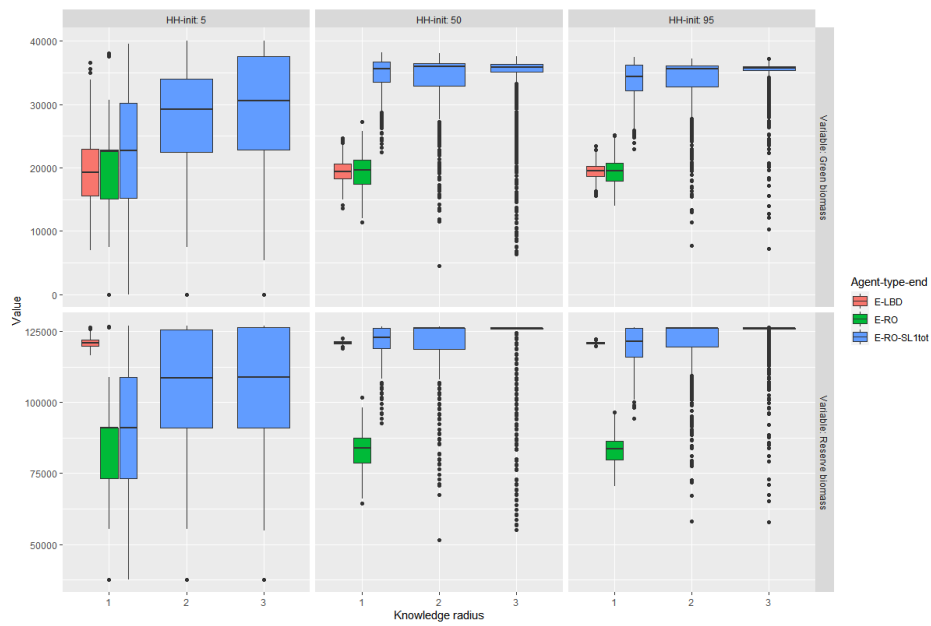 HH-init: 5
HH-init: 50
HH-init: 95
Value
40000
30000
20000
10000
0
Variable: Green biomass
125000
100000
75000
50000
Variable: Reserve biomass
1
2
3
1
2
3
1
2
3
Knowledge radius
Agent-type-end
E-LBD
E-RO
E-RO-SL1tot